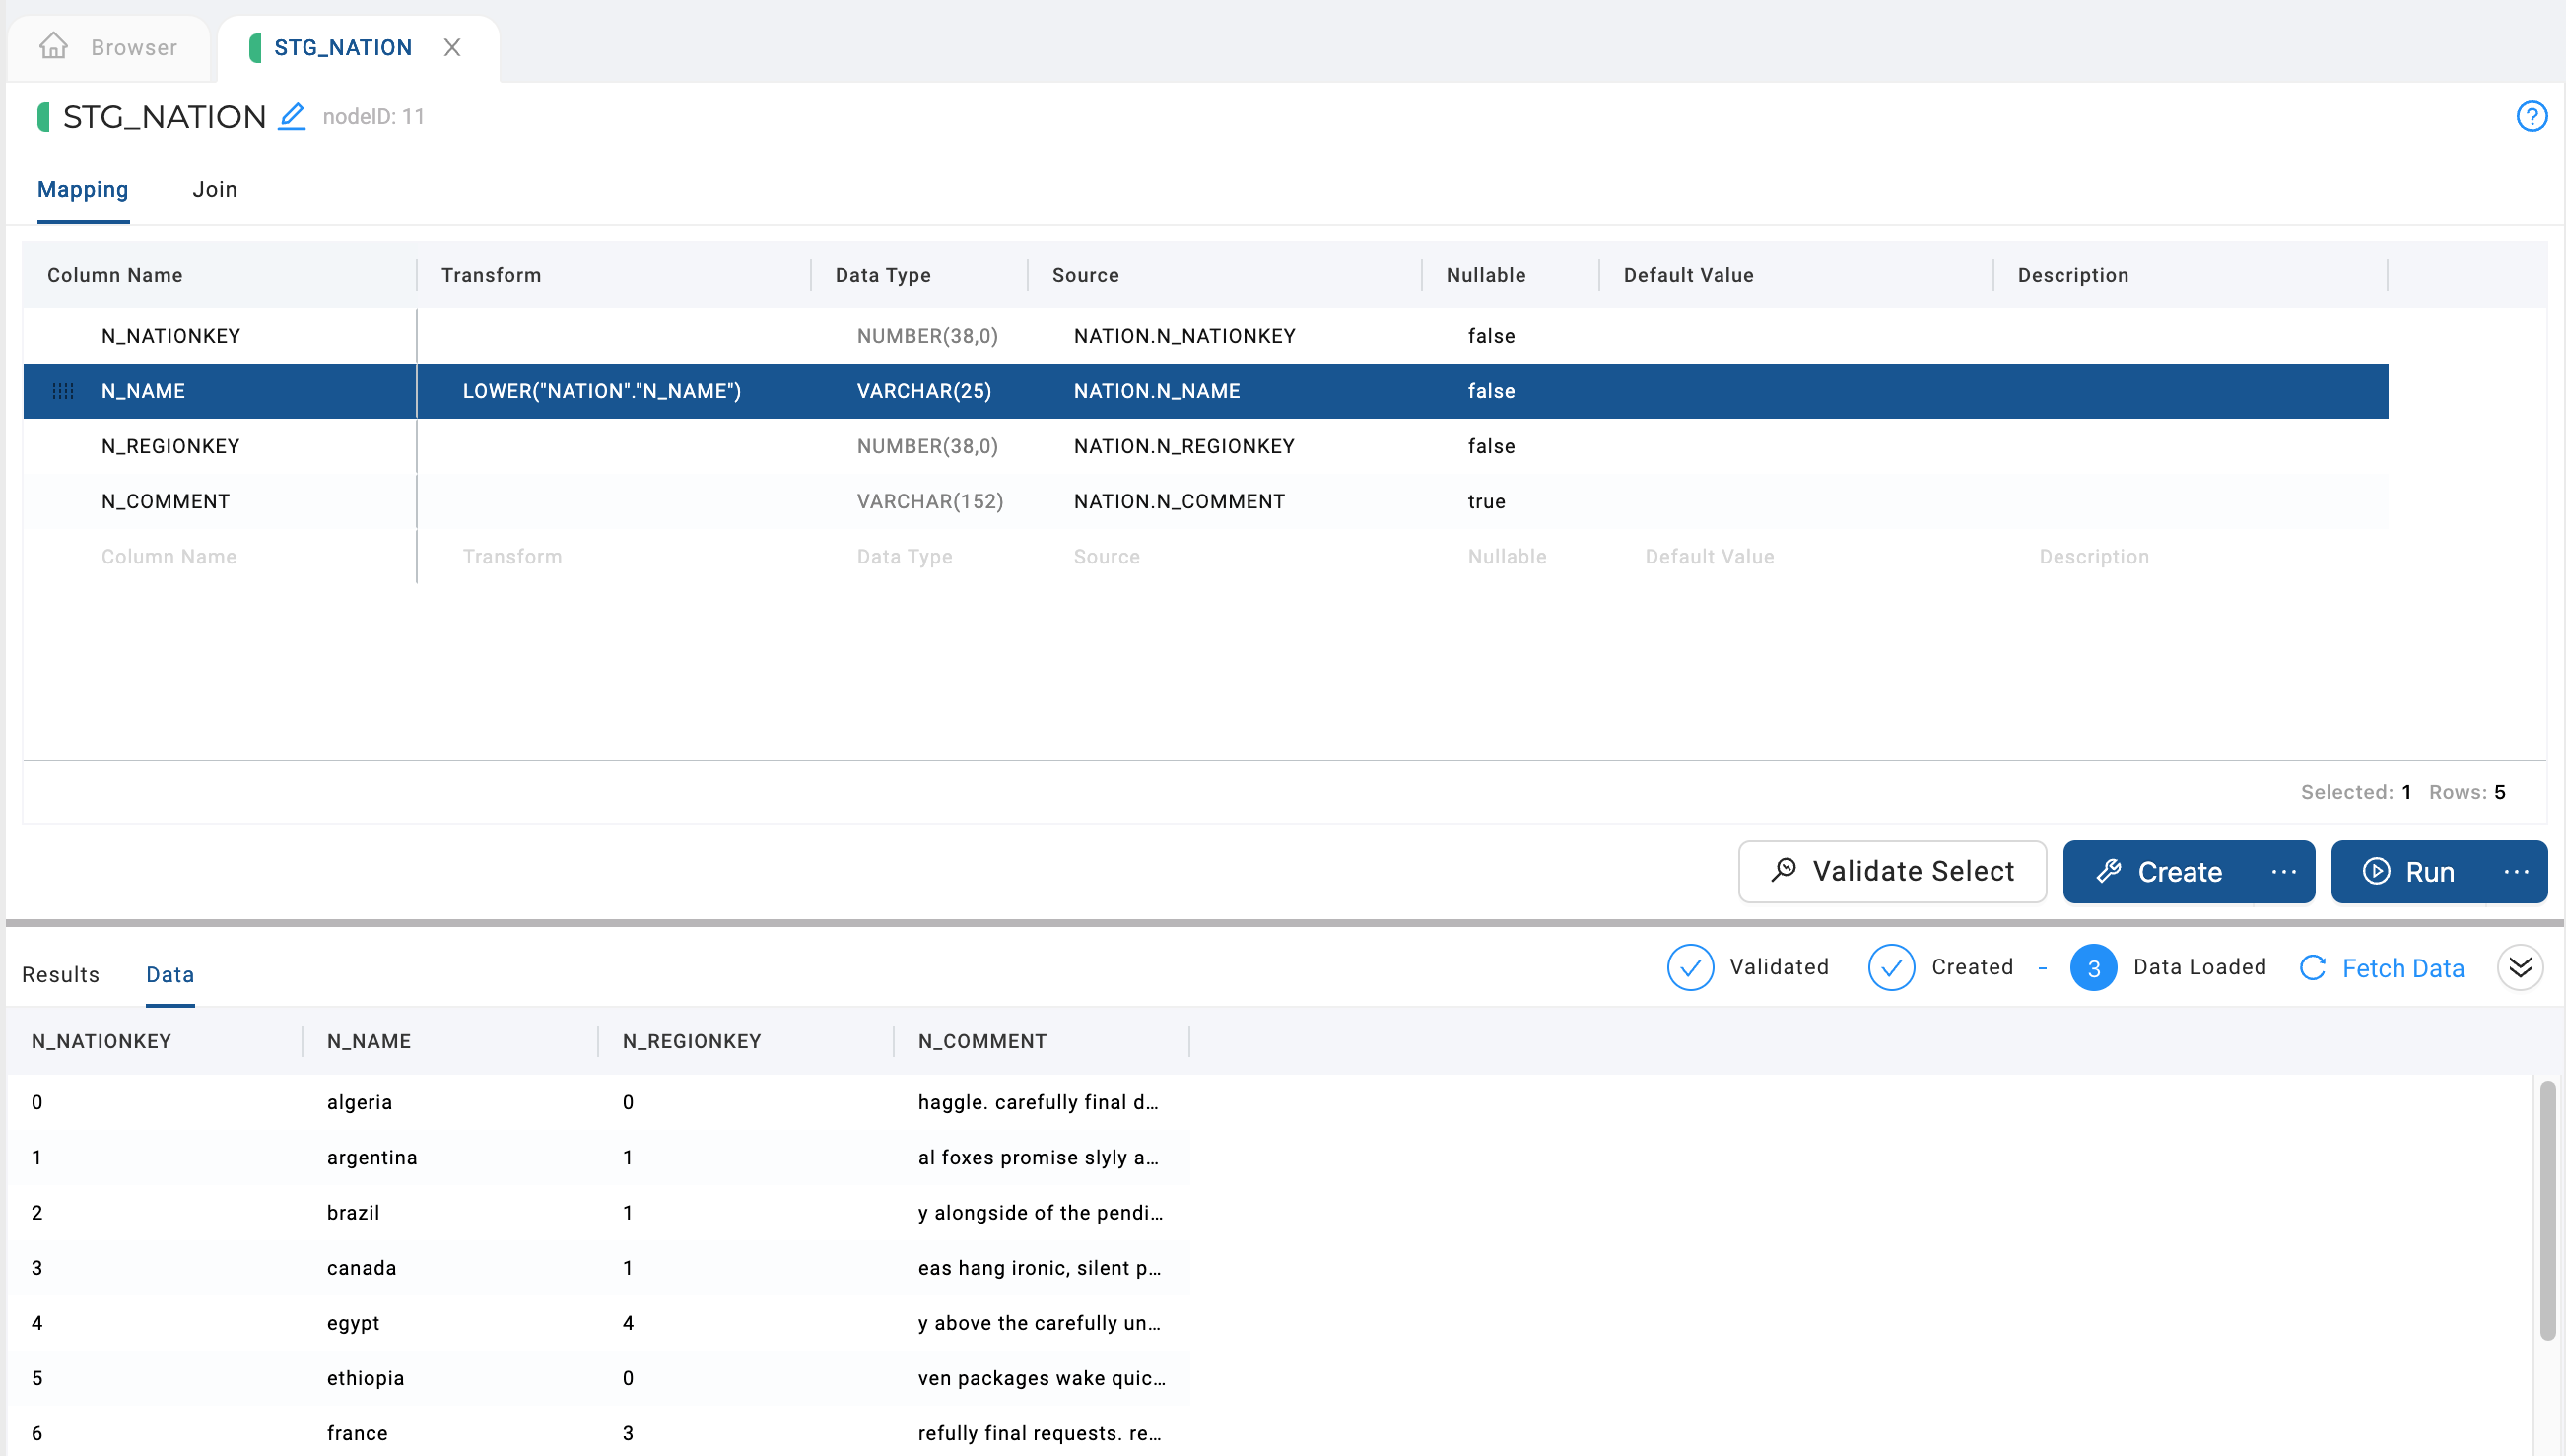 Browser STG_NATION
STG_NATION nodeID: 11 ?
Mapping Join
Column Name Transform Data Type Source Nullable Default Value Description
N_NATIONKEY NUMBER(38,0) NATION.N_NATIONKEY false
N_NAME LOWER("NATION"."N_NAME") VARCHAR(25) NATION.N_NAME false
N_REGIONKEY NUMBER(38,0) NATION.N_REGIONKEY false
N_COMMENT VARCHAR(152) NATION.N_COMMENT true
Column Name Transform Data Type Source Nullable Default Value Description
Selected: 1 Rows: 5
Validate Select Create ... Run ...
Results Data Validated Created - 3 Data Loaded Fetch Data
N_NATIONKEY N_NAME N_REGIONKEY N_COMMENT
0 algeria 0 haggle. carefully final d...
1 argentina 1 al foxes promise slyly a...
2 brazil 1 y alongside of the pendi...
3 canada 1 eas hang ironic, silent p...
4 egypt 4 y above the carefully un...
5 ethiopia 0 ven packages wake quic...
6 france 3 refully final requests. re...